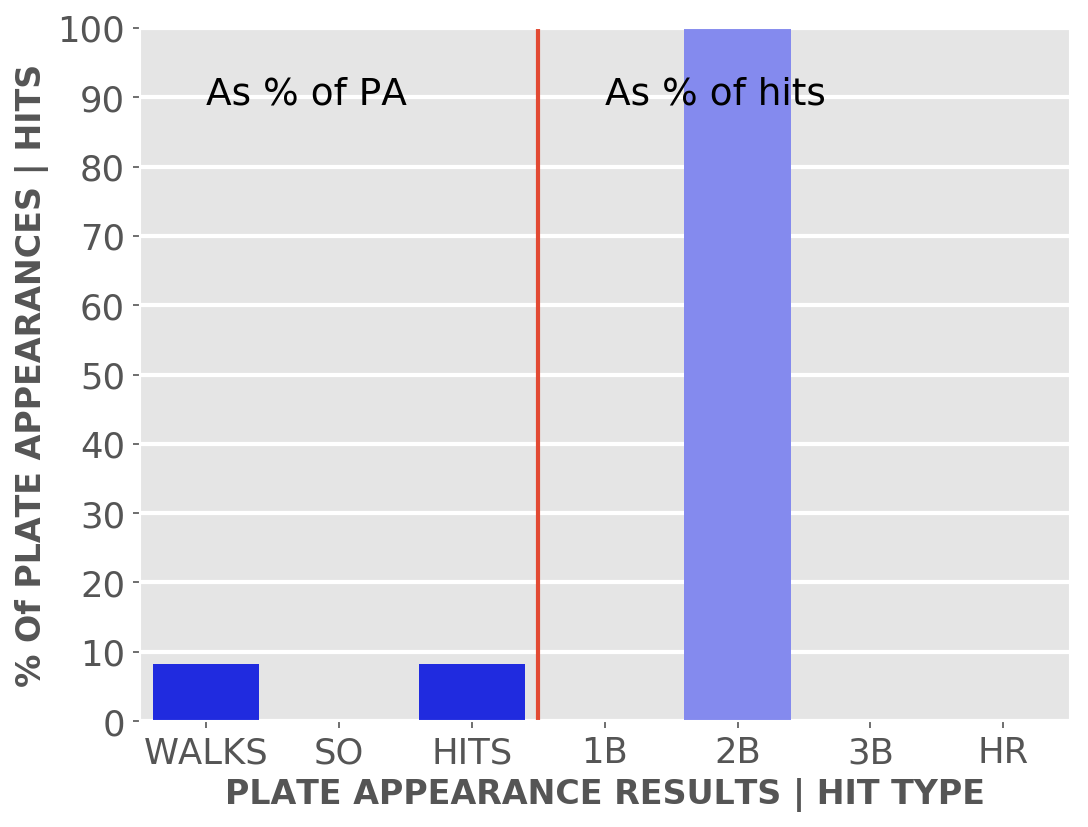 % Of PLATE APPEARANCES | HITS
100
90
80
70
60
50
40
30
20
10
0
As % of PA
As % of hits
WALKS SO HITS 1B 2B 3B HR
PLATE APPEARANCE RESULTS | HIT TYPE